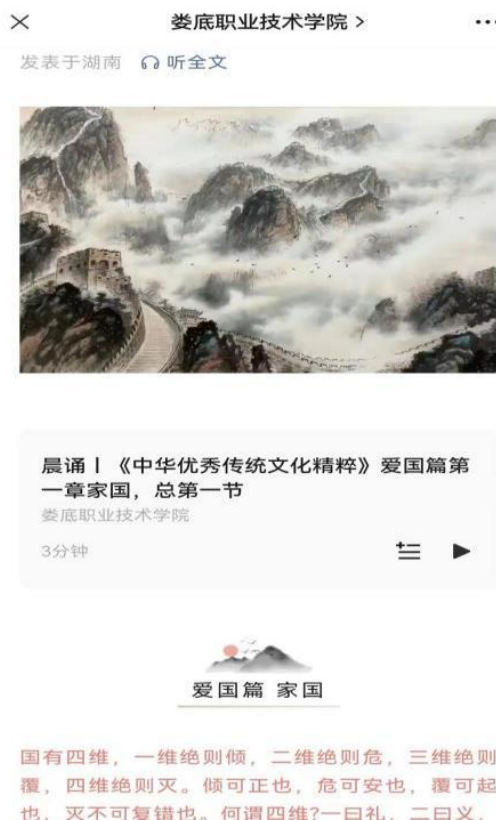 娄底职业技术学院 >
发表于湖南 听全文
晨诵丨《中华优秀传统文化精粹》爱国篇第
一章家国，总第一节
娄底职业技术学院
3分钟
爱国篇 家国
国有四维，一维绝则倾，二维绝则危，三维绝则
覆，四维绝则灭。倾可正也，危可安也，覆可起
也，灭不可复错也。何谓四维?一曰礼，二曰义，